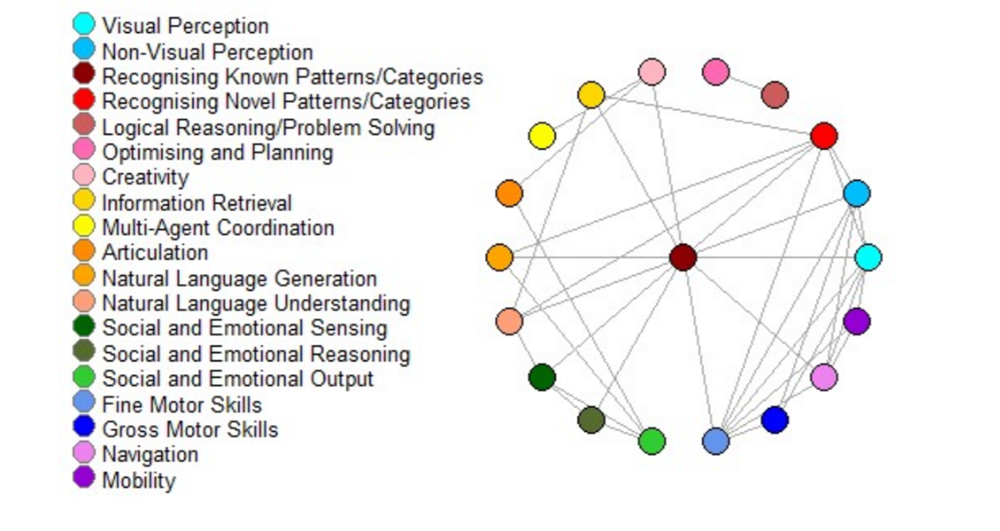 Visual Perception
Non-Visual Perception
Recognising Known Patterns/Categories
Recognising Novel Patterns/Categories
Logical Reasoning/Problem Solving
Optimising and Planning
Creativity
Information Retrieval
Multi-Agent Coordination
Articulation
Natural Language Generation
Natural Language Understanding
Social and Emotional Sensing
Social and Emotional Reasoning
Social and Emotional Output
Fine Motor Skills
Gross Motor Skills
Navigation
Mobility